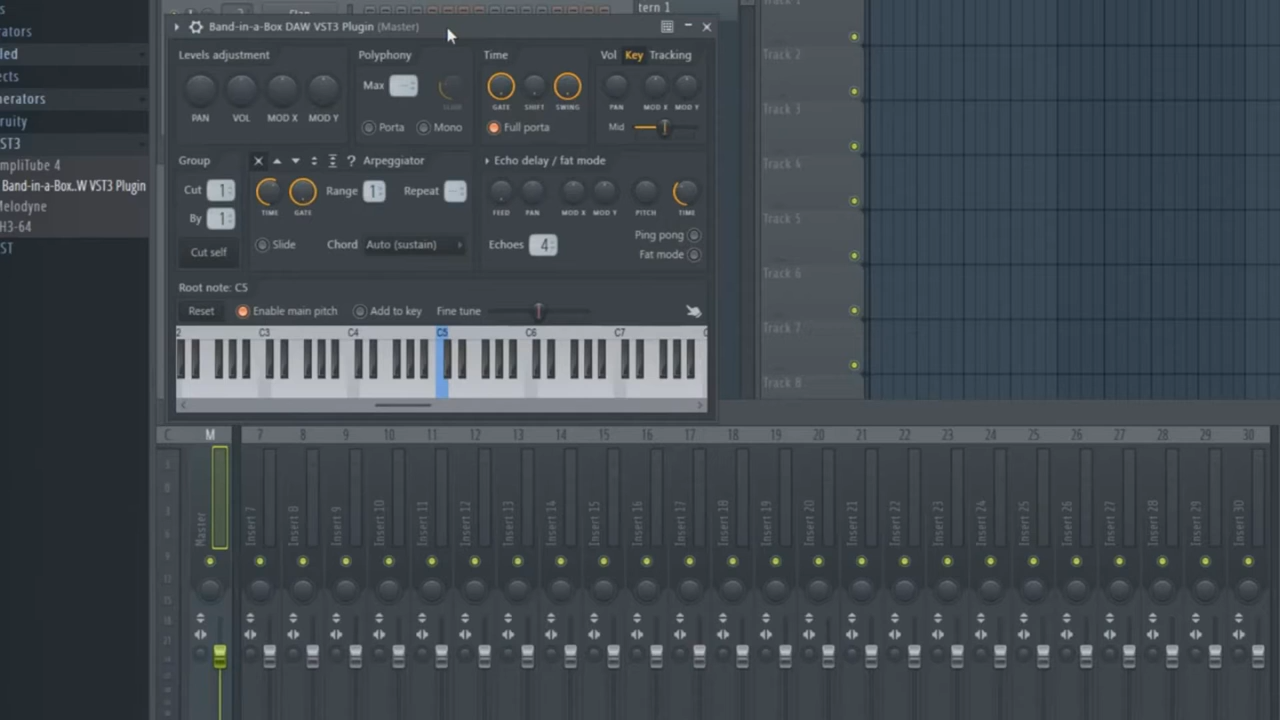 tern 1
Band-in-a-Box DAW VST3 Plugin (Master)
Levels adjustment
PAN VOL MOD X MOD Y
Polyphony
Max
Porta Mono
Time
GATE SHIFT SWING
Full porta
Vol Key Tracking
PAN MOD X MOD Y
Mid
Group
Cut 1
By 1
Cut self
Arpeggiator
TIME GATE
Range 1 Repeat
Slide Chord Auto (sustain)
Echo delay / fat mode
FEED PAN MOD X MOD Y PITCH TIME
Echoes 4
Ping pong
Fat mode
Root note: C5
Reset Enable main pitch Add to key Fine tune
C3 C4 C5 C6 C7
erators
led
ects
nerators
ruity
ST3
mpliTube 4
Band-in-a-Box..W VST3 Plugin
Melodyne
H3-64
ST
Track 1
Track 2
Track 3
Track 4
Track 5
Track 6
Track 7
Track 8
C M 7 8 9 10 11 12 13 14 15 16 17 18 19 20 21 22 23 24 25 26 27 28 29 30
Master Insert 7 Insert 8 Insert 9 Insert 10 Insert 11 Insert 12 Insert 13 Insert 14 Insert 15 Insert 16 Insert 17 Insert 18 Insert 19 Insert 20 Insert 21 Insert 22 Insert 23 Insert 24 Insert 25 Insert 26 Insert 27 Insert 28 Insert 29 Insert 30